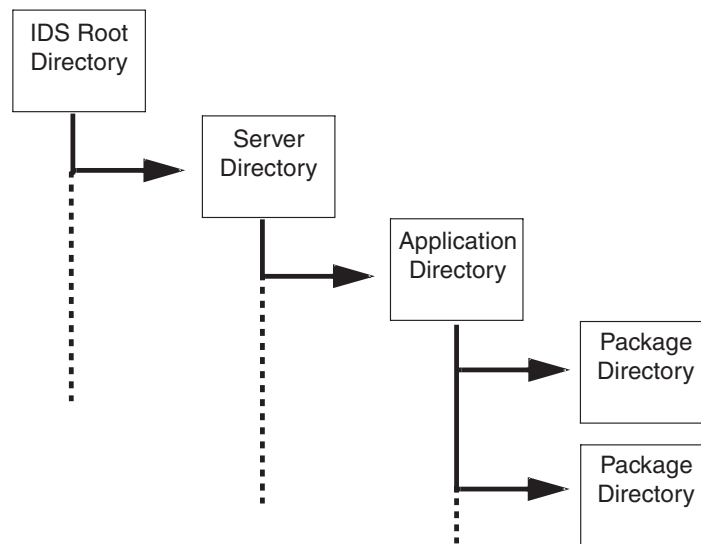 IDS Root
Directory
Server
Directory
Application
Directory
Package
Directory
Package
Directory